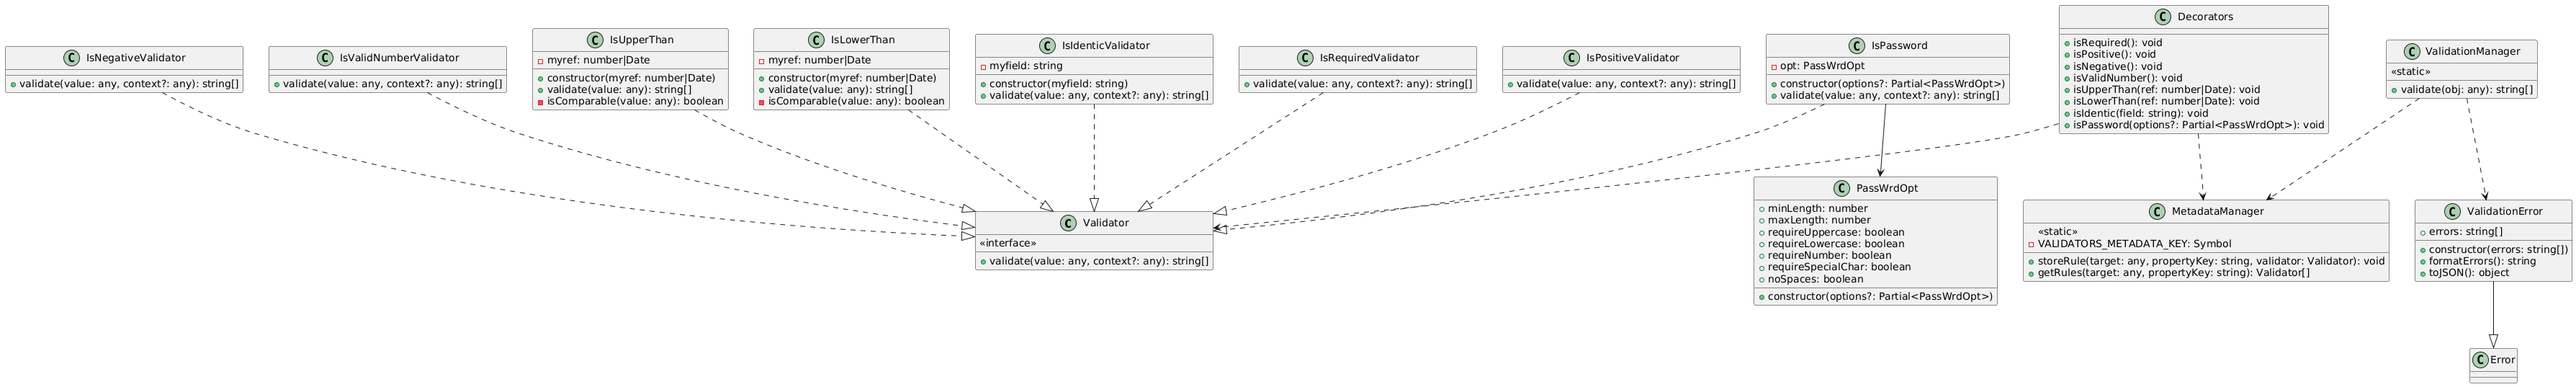 C IsNegativeValidator
validate(value: any, context?: any): string[]
C IsValidNumberValidator
validate(value: any, context?: any): string[]
C IsUpperThan
myref: number|Date
constructor(myref: number|Date)
validate(value: any): string[]
isComparable(value: any): boolean
C IsLowerThan
myref: number|Date
constructor(myref: number|Date)
validate(value: any): string[]
isComparable(value: any): boolean
C IsIdenticValidator
myfield: string
constructor(myfield: string)
validate(value: any, context?: any): string[]
C IsRequiredValidator
validate(value: any, context?: any): string[]
C IsPositiveValidator
validate(value: any, context?: any): string[]
C IsPassword
opt: PassWrdOpt
constructor(options?: Partial<PassWrdOpt>)
validate(value: any, context?: any): string[]
C Decorators
isRequired(): void
isPositive(): void
isNegative(): void
isValidNumber(): void
isUpperThan(ref: number|Date): void
isLowerThan(ref: number|Date): void
isIdentic(field: string): void
isPassword(options?: Partial<PassWrdOpt>): void
C ValidationManager
«static»
validate(obj: any): string[]
C Validator
«interface»
validate(value: any, context?: any): string[]
C PassWrdOpt
minLength: number
maxLength: number
requireUppercase: boolean
requireLowercase: boolean
requireNumber: boolean
requireSpecialChar: boolean
noSpaces: boolean
constructor(options?: Partial<PassWrdOpt>)
C MetadataManager
«static»
VALIDATORS_METADATA_KEY: Symbol
storeRule(target: any, propertyKey: string, validator: Validator): void
getRules(target: any, propertyKey: string): Validator[]
C ValidationError
errors: string[]
constructor(errors: string[])
formatErrors(): string
toJSON(): object
C Error